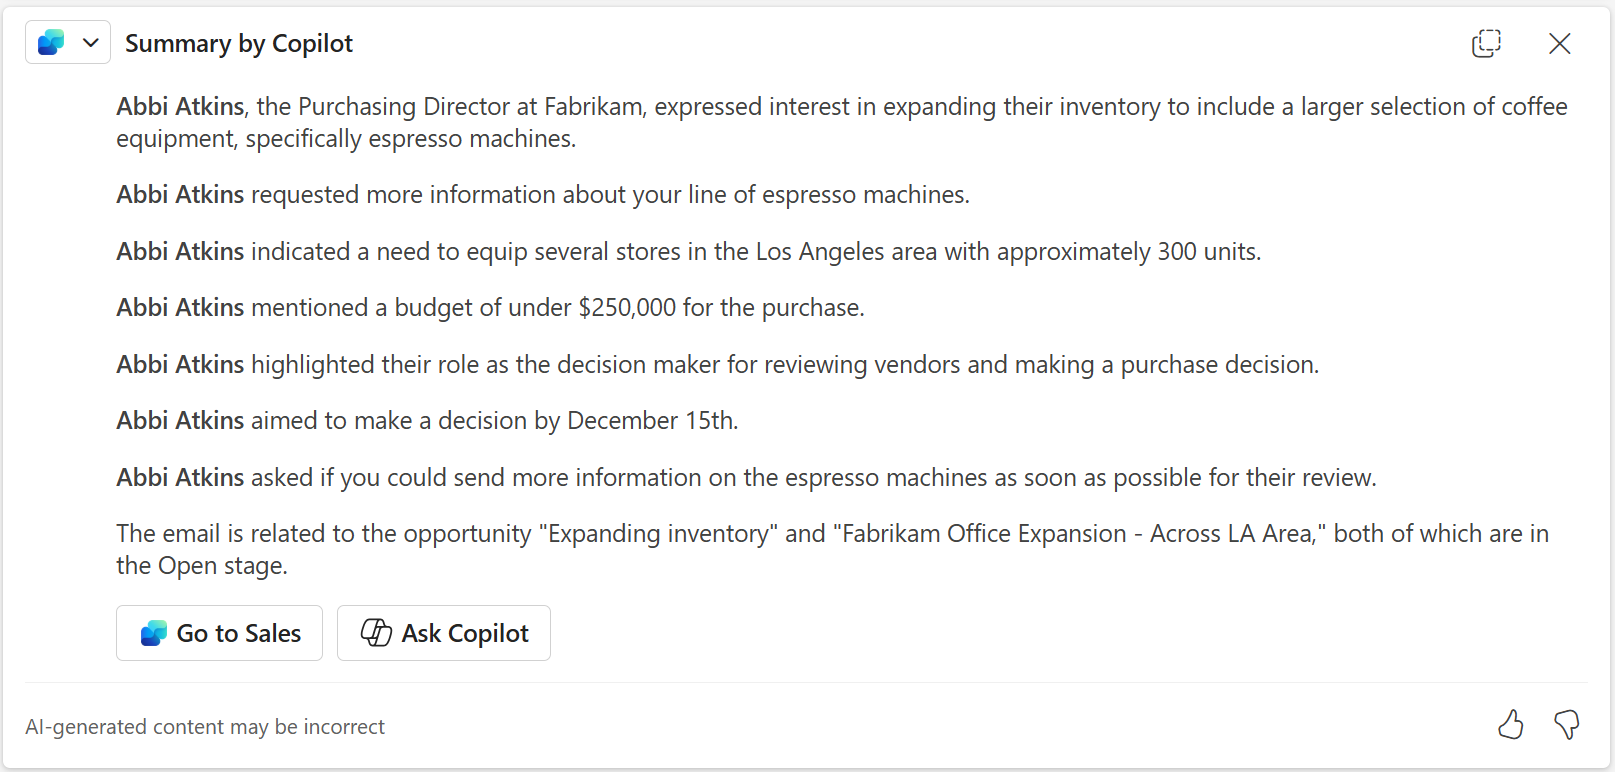 Summary by Copilot
Abbi Atkins, the Purchasing Director at Fabrikam, expressed interest in expanding their inventory to include a larger selection of coffee
equipment, specifically espresso machines.
Abbi Atkins requested more information about your line of espresso machines.
Abbi Atkins indicated a need to equip several stores in the Los Angeles area with approximately 300 units.
Abbi Atkins mentioned a budget of under $250,000 for the purchase.
Abbi Atkins highlighted their role as the decision maker for reviewing vendors and making a purchase decision.
Abbi Atkins aimed to make a decision by December 15th.
Abbi Atkins asked if you could send more information on the espresso machines as soon as possible for their review.
The email is related to the opportunity "Expanding inventory" and "Fabrikam Office Expansion - Across LA Area," both of which are in
the Open stage.
Go to Sales
Ask Copilot
AI-generated content may be incorrect